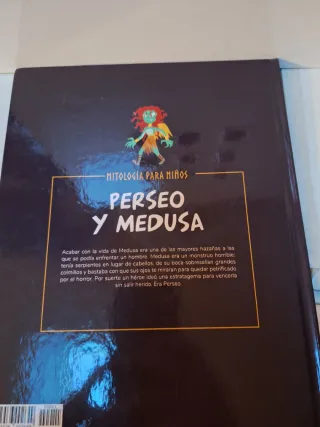 MITOLOGÍA PARA NIÑOS
PERSEO
Y MEDUSA
Acabar con la vida de Medusa era una de las mayores hazañas a las
que se podía enfrentar un hombre. Medusa era un monstruo horrible:
tenía serpientes en lugar de cabellos, de su boca sobresalían grandes
colmillos y bastaba con que sus ojos te miraran para quedar petrificado
por el horror. Por suerte un héroe ideó una estratagema para vencerla
sin salir herido. Era Perseo.